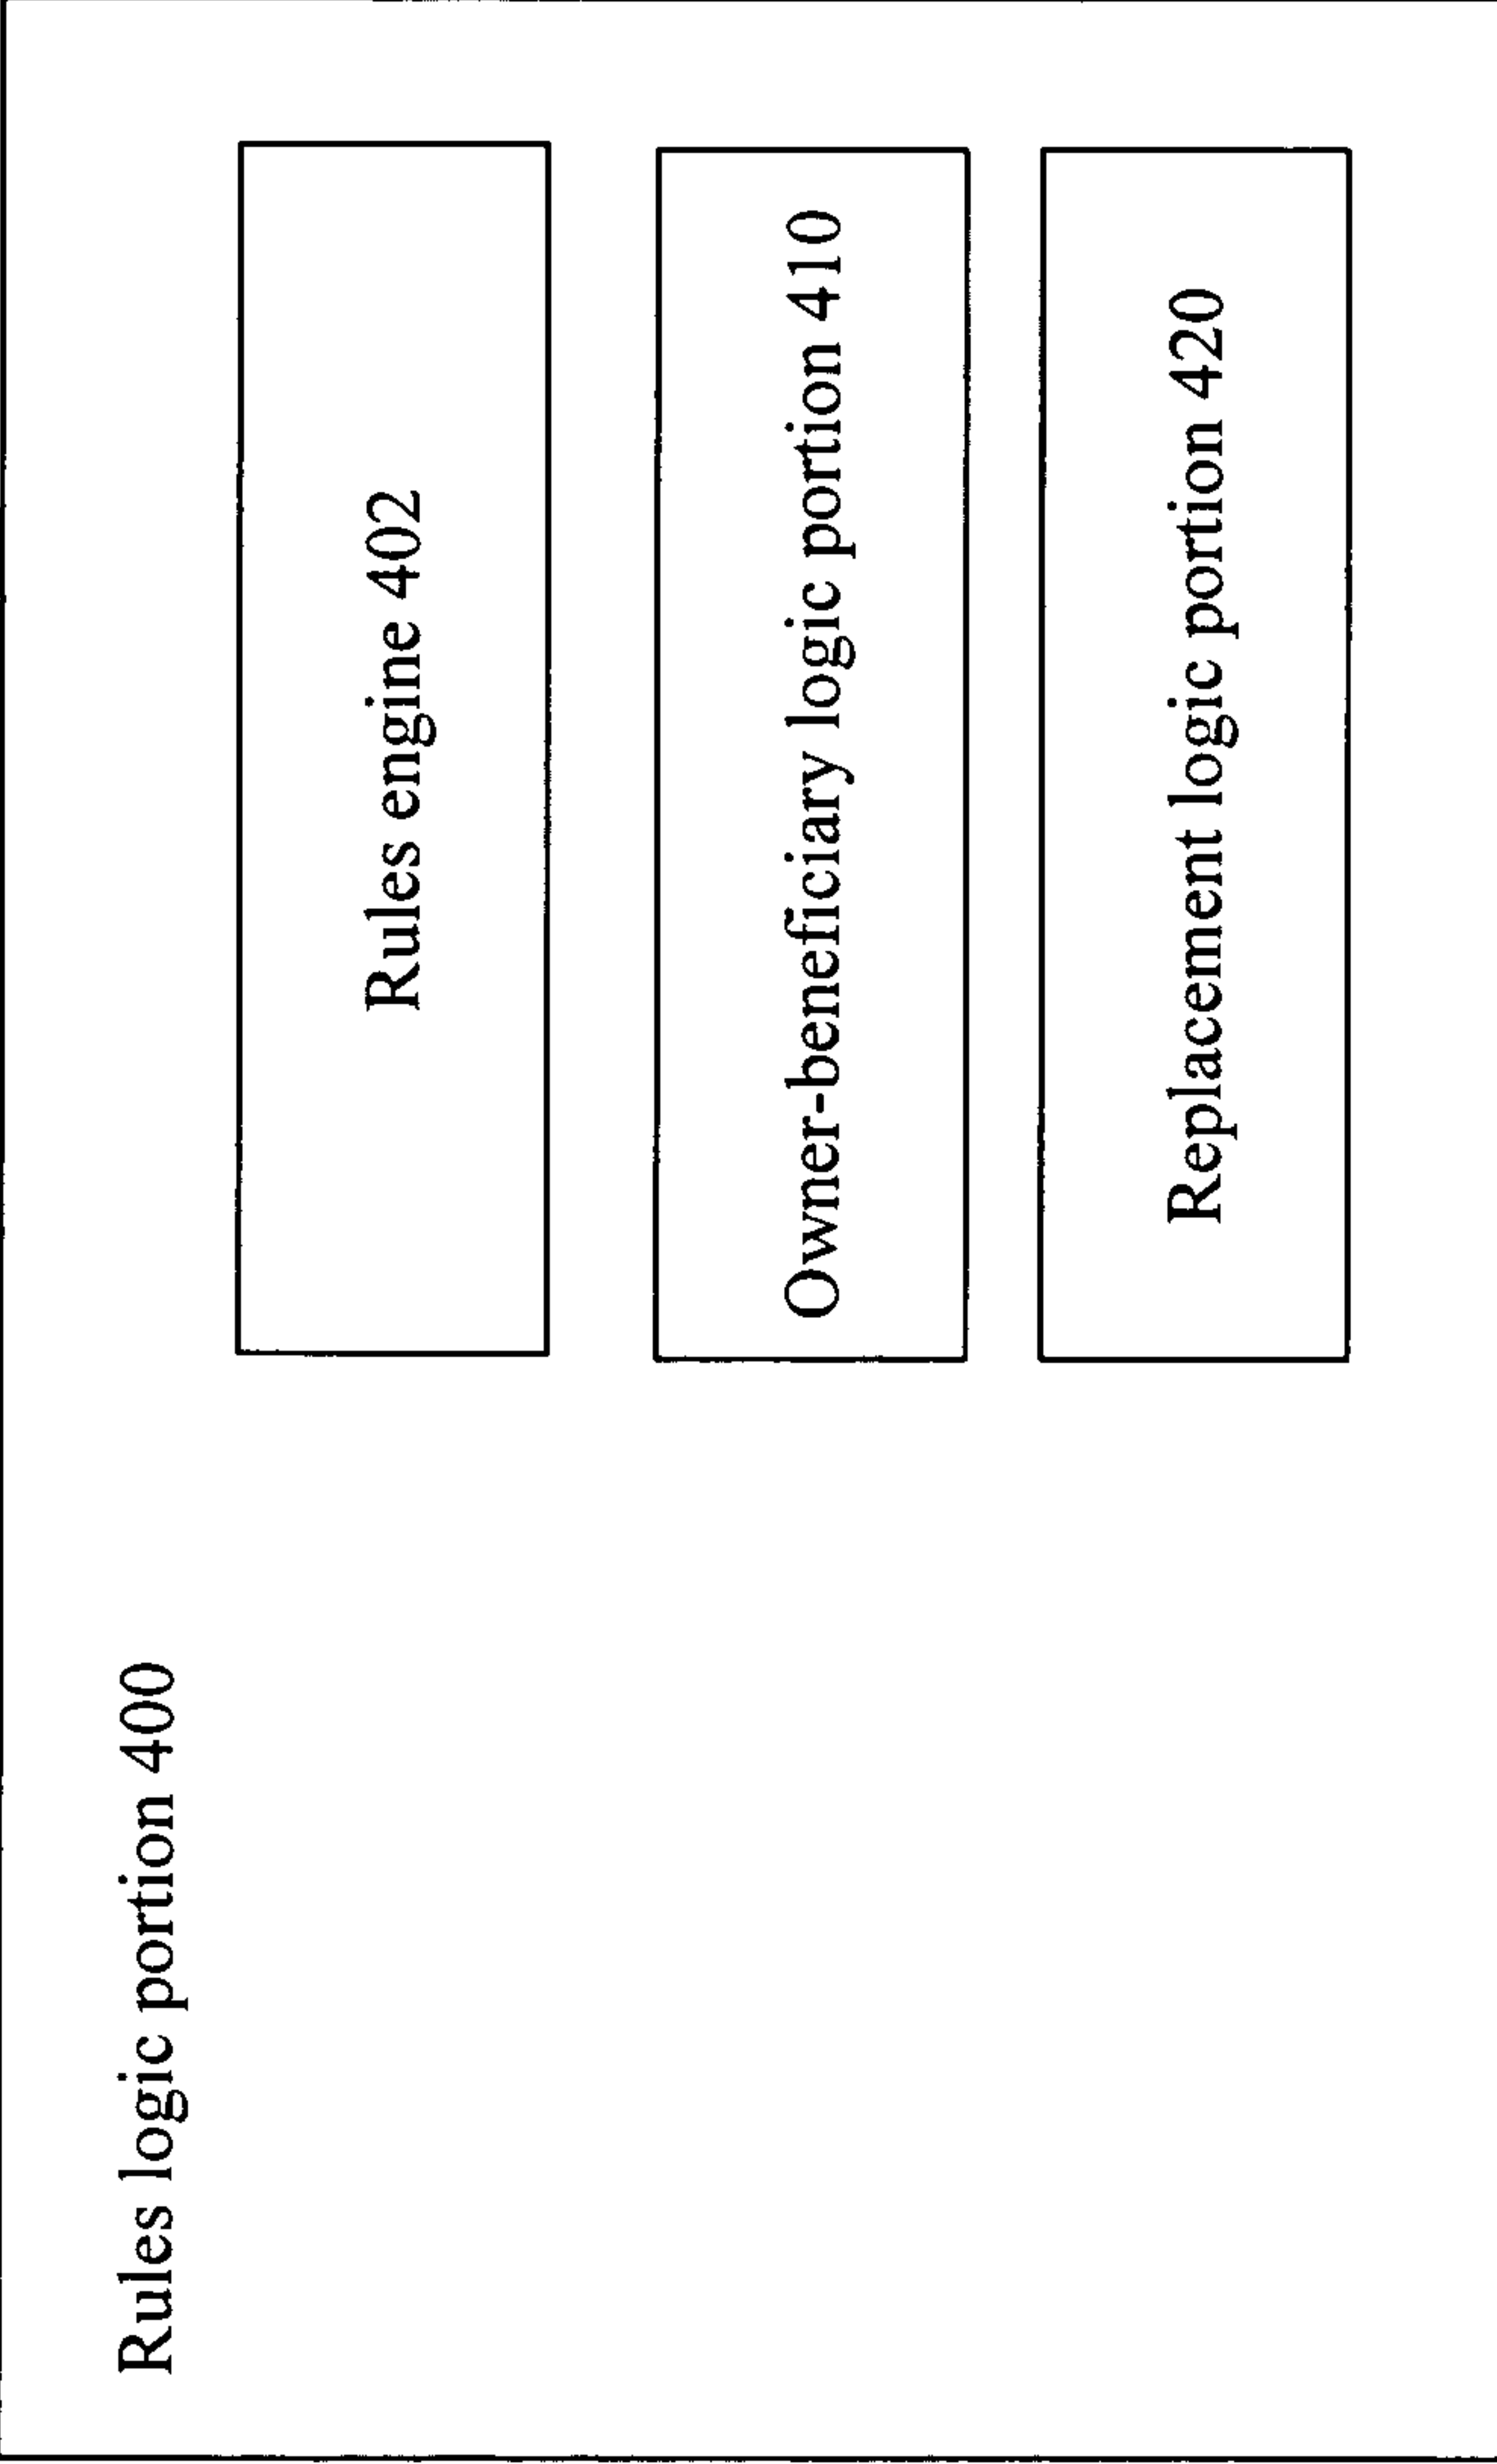 Rules logic portion 400
Rules engine 402
Owner-beneficiary logic portion 410
Replacement logic portion 420